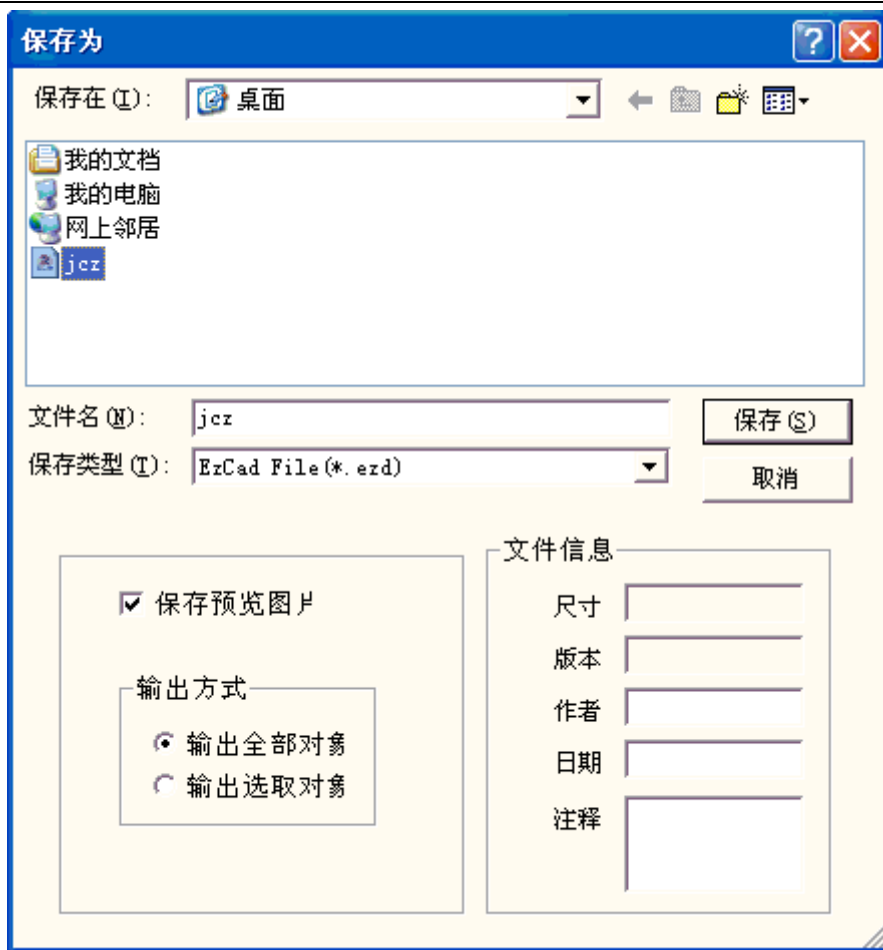 保存为
保存在(I)：
桌面
我的文档
我的电脑
网上邻居
jcz
文件名(N)：
jcz
保存(S)
保存类型(T)：
EzCad File(*.ezd)
取消
保存预览图片
输出方式
输出全部对象
输出选取对象
文件信息
尺寸
版本
作者
日期
注释